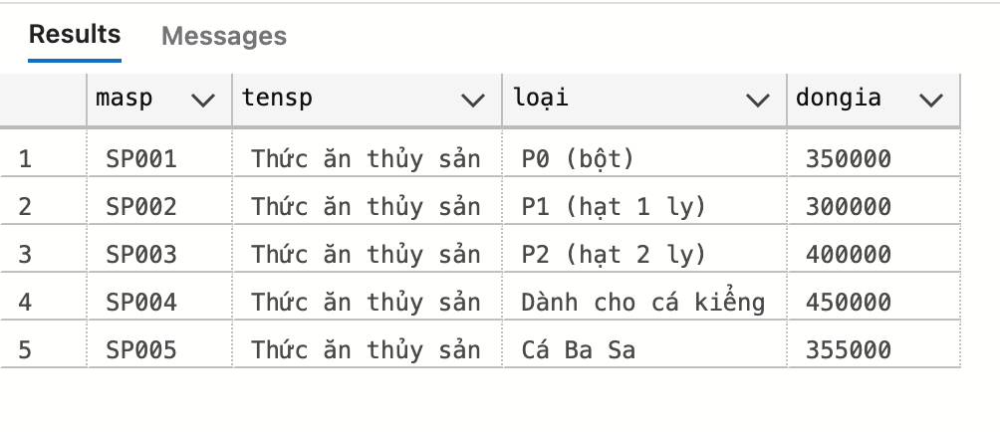 Results Messages
masp tensp loại dongia
1 SP001 Thức ăn thủy sản P0 (bột) 350000
2 SP002 Thức ăn thủy sản P1 (hạt 1 ly) 300000
3 SP003 Thức ăn thủy sản P2 (hạt 2 ly) 400000
4 SP004 Thức ăn thủy sản Dành cho cá kiểng 450000
5 SP005 Thức ăn thủy sản Cá Ba Sa 355000